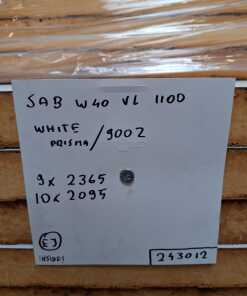 SAB W40 VL 1100
WHITE
PRISMA/9002
9x 2365
10x 2095
243012